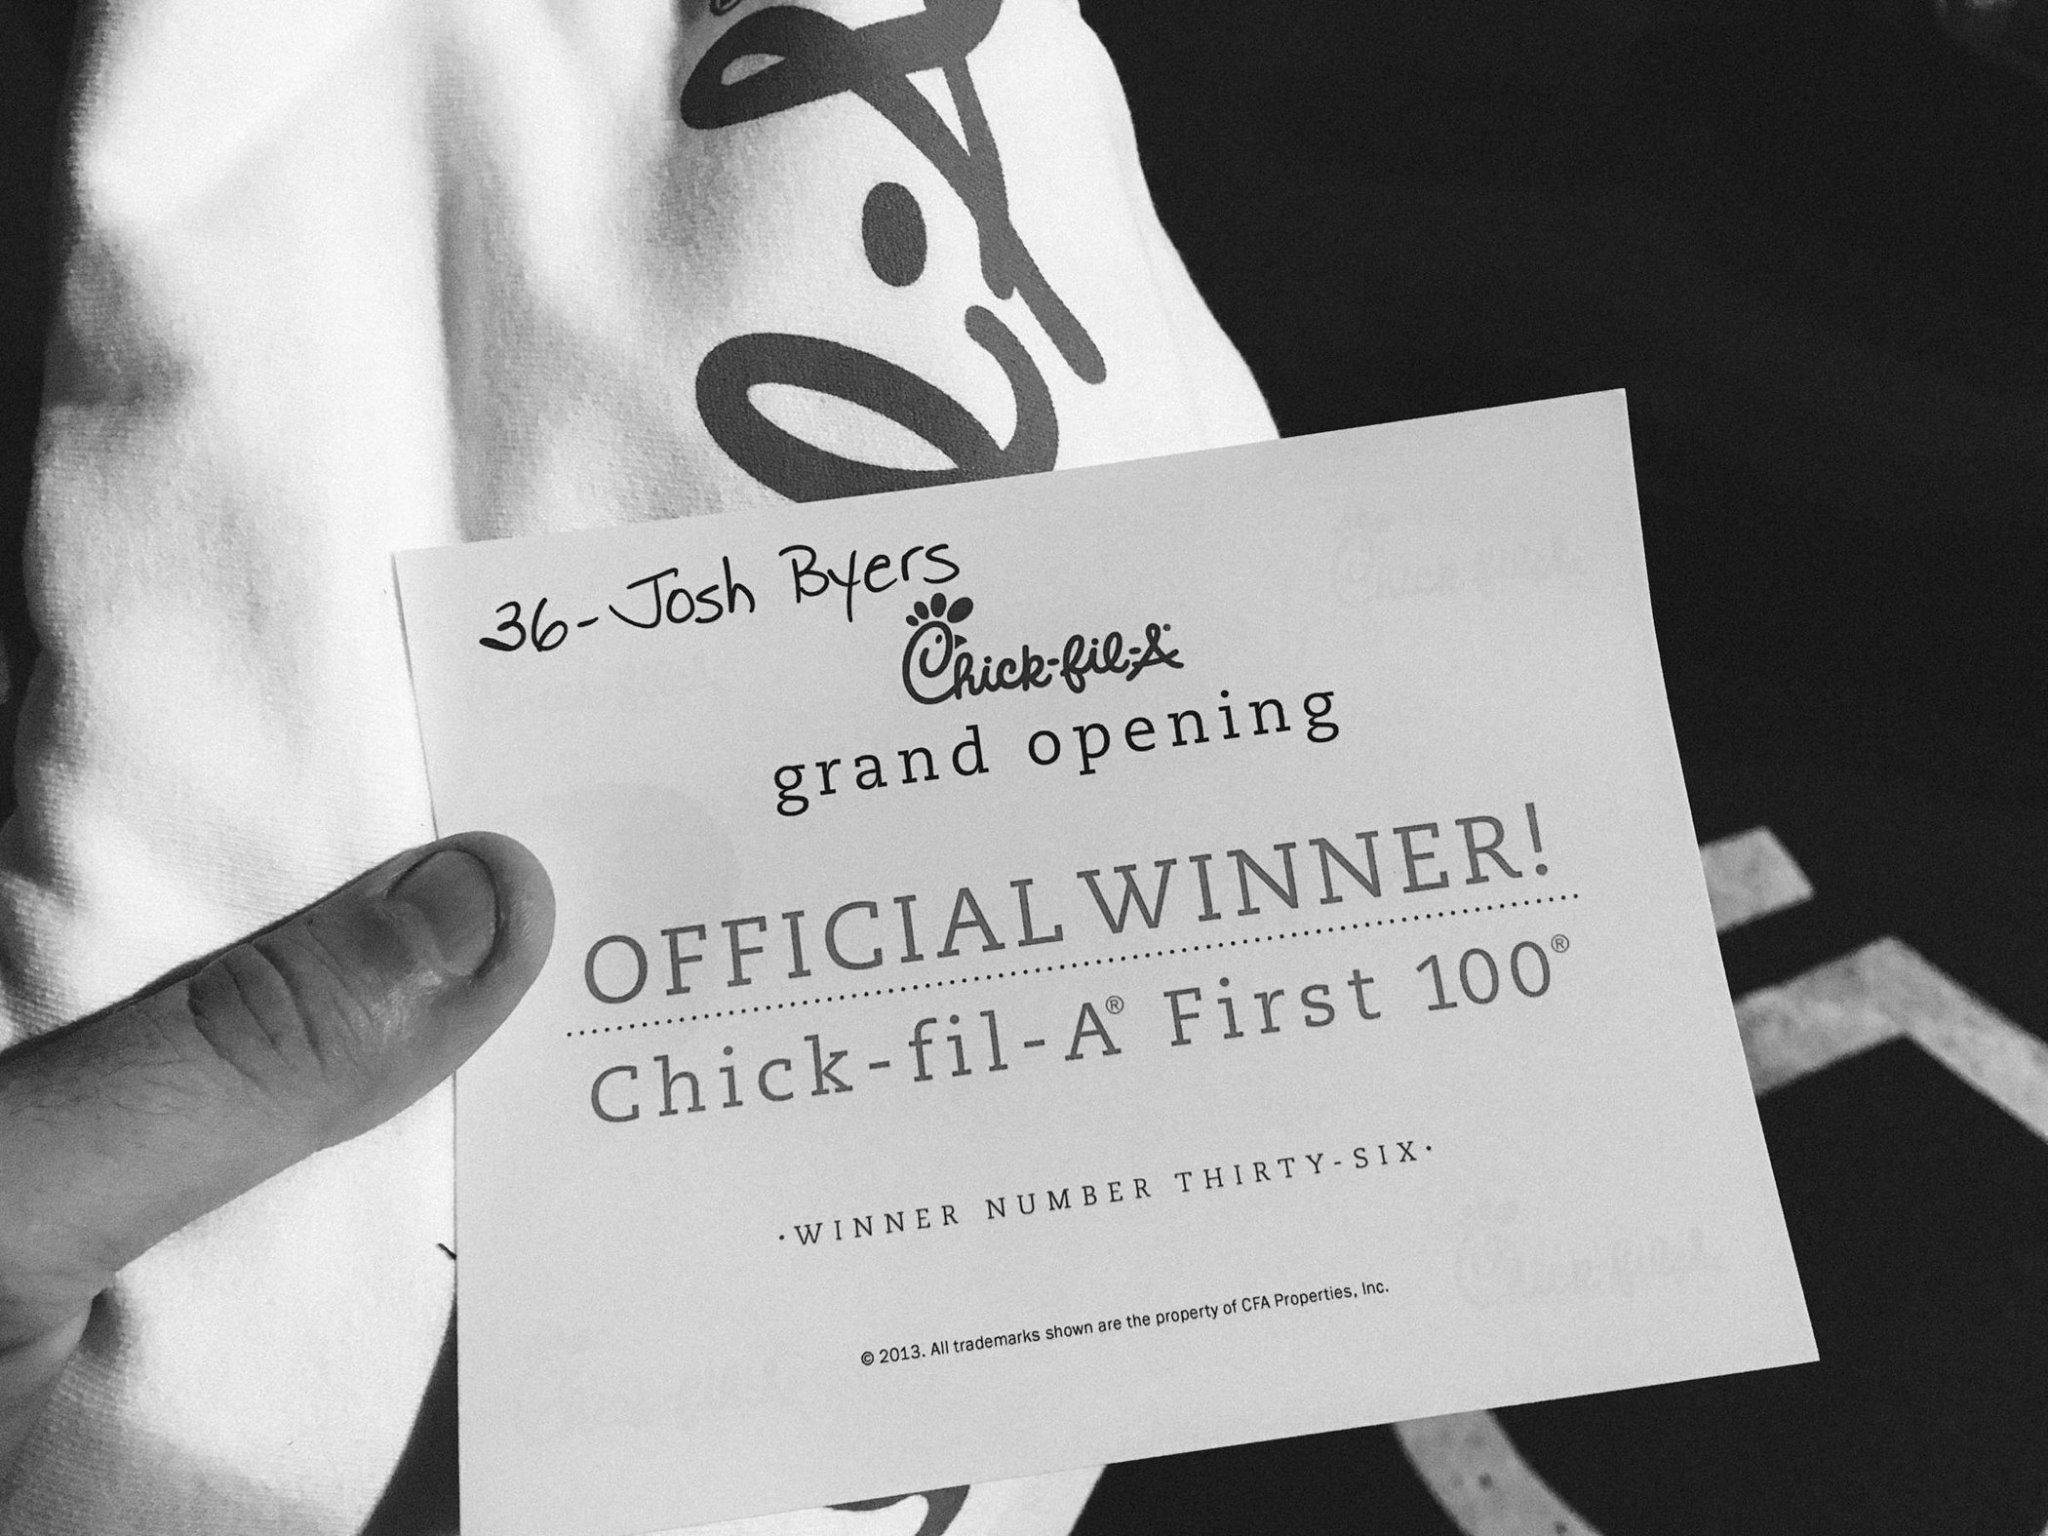 36-Josh Byers
Chick-fil-A
grand opening
OFFICIAL WINNER!
Chick-fil-A® First 100®
·WINNER NUMBER THIRTY-SIX·
© 2013. All trademarks shown are the property of CFA Properties, Inc.